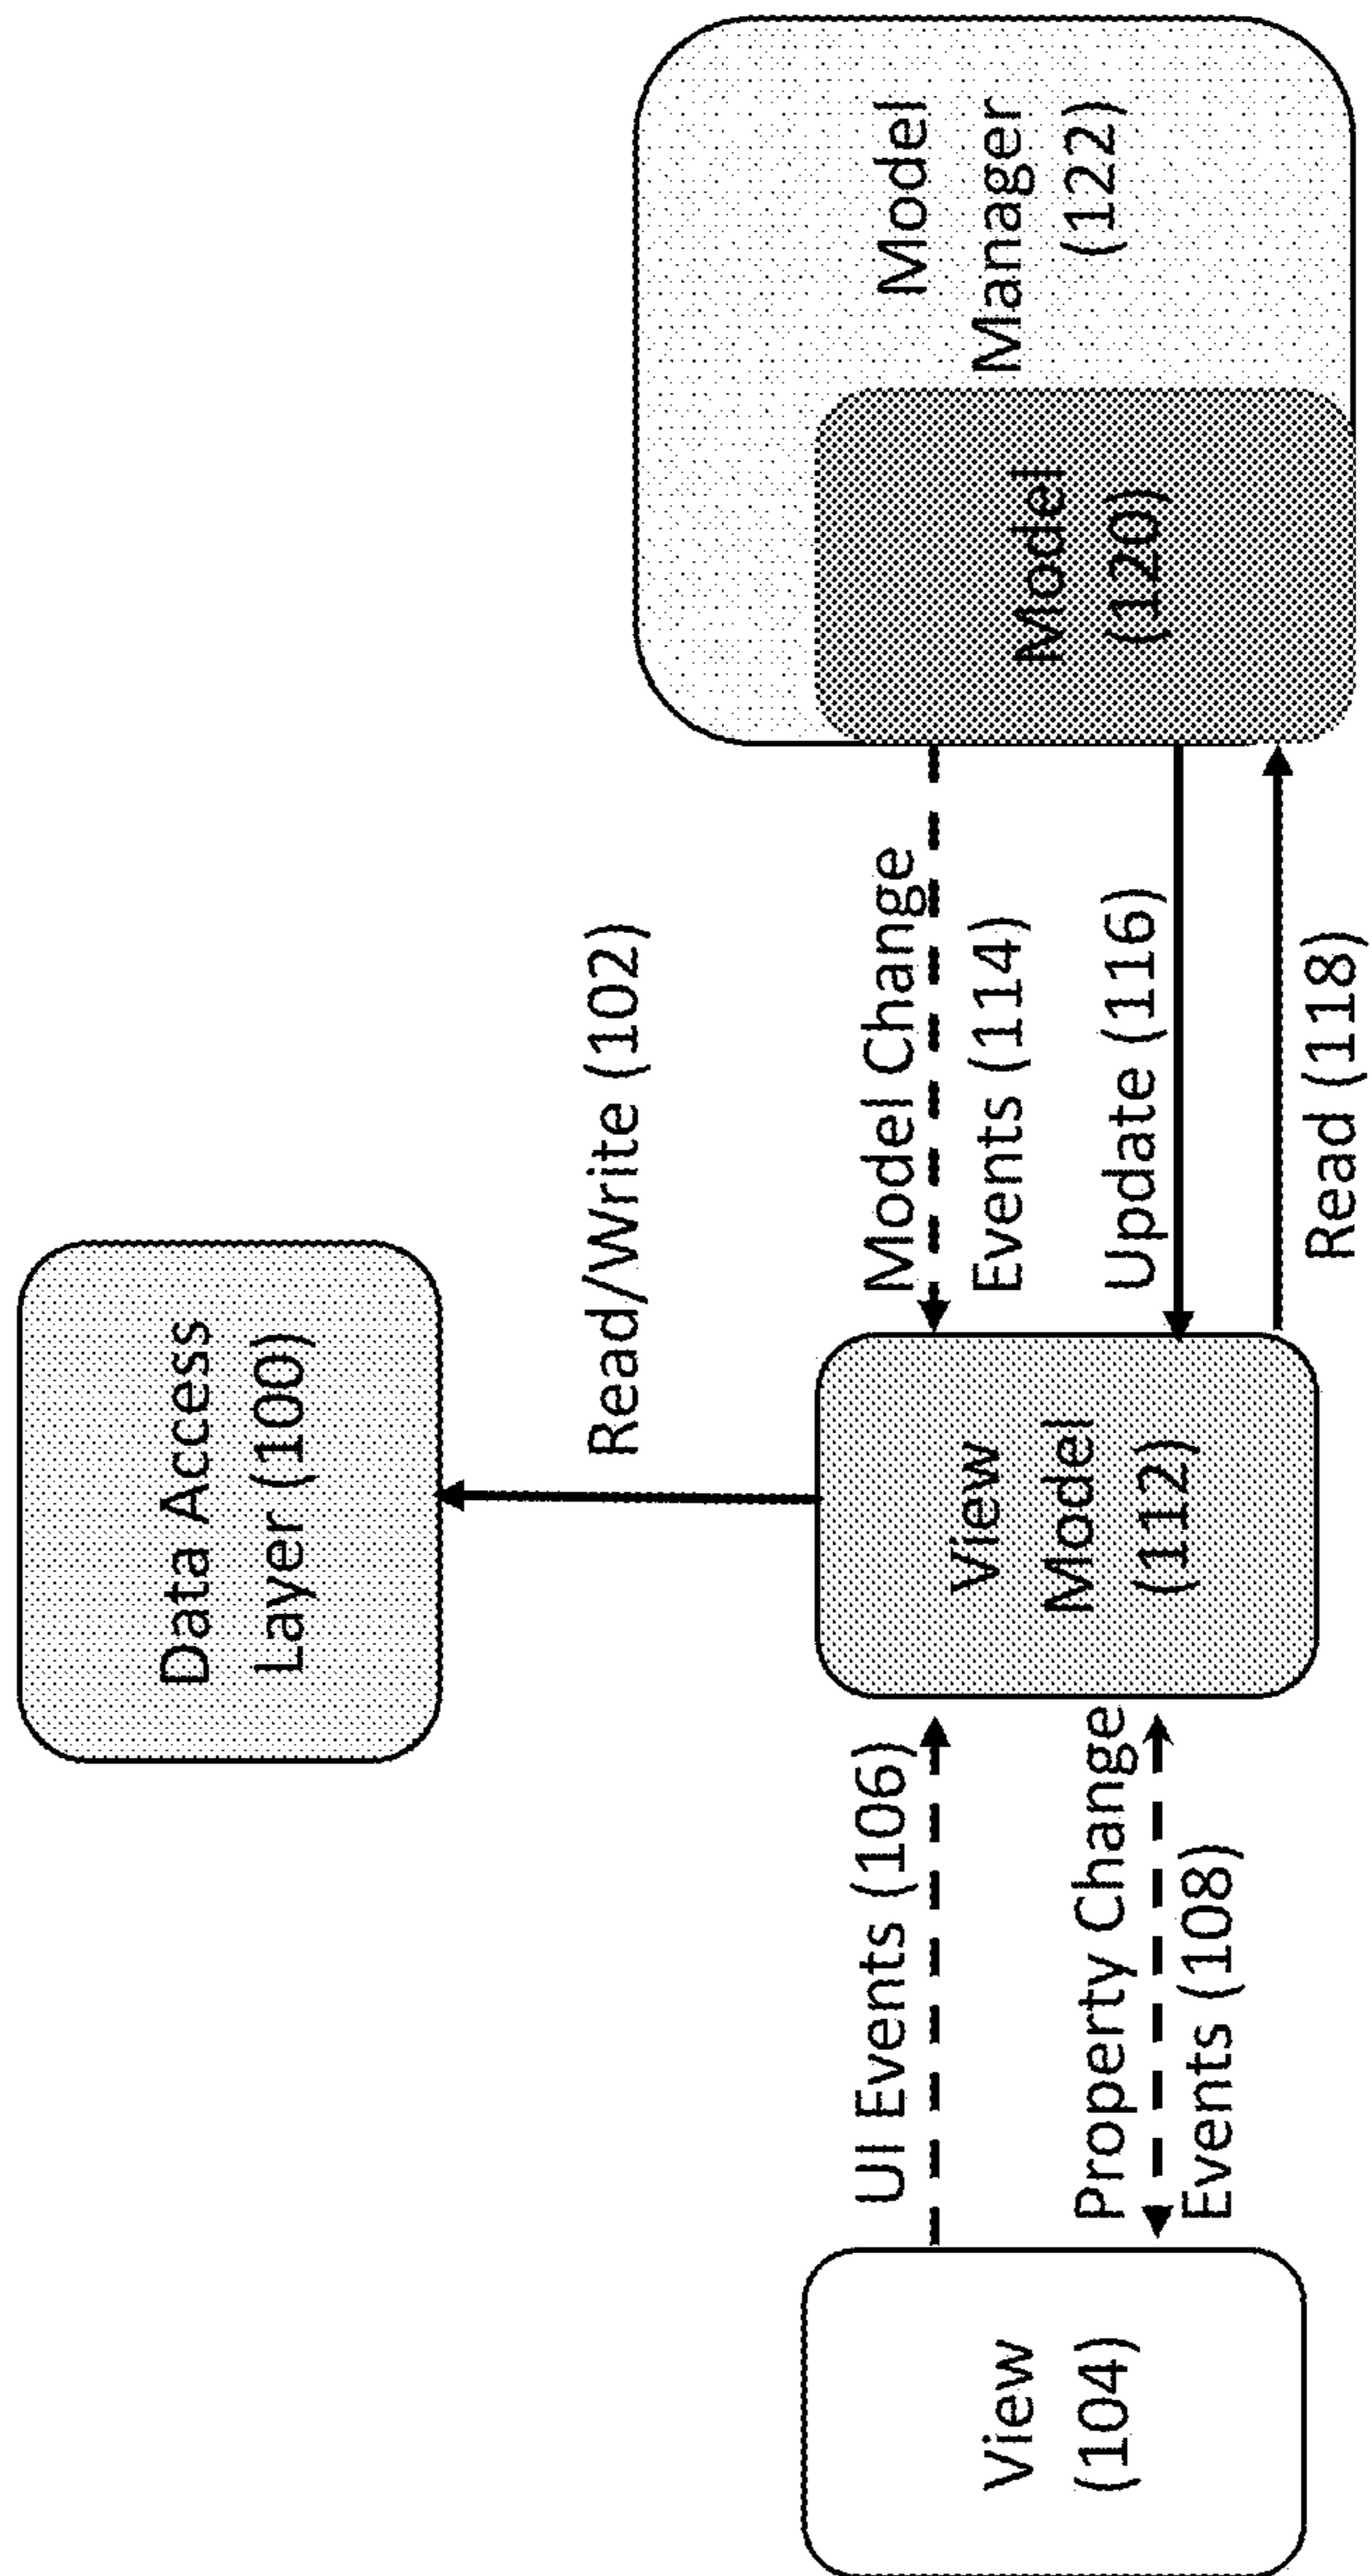 Data Access
Layer (100)
Read/Write (102)
View
(104)
UI Events (106)
Property Change
Events (108)
View
Model
(112)
Model Change
Events (114)
Update (116)
Read (118)
Model
(120)
Model
Manager
(122)